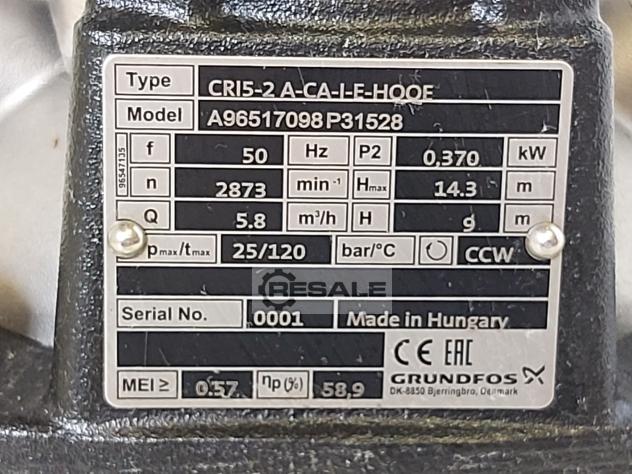 Type CRI5-2 A-CA-I-E-HQQE
Model A96517098P31528
96547135
f 50 Hz P2 0,370 kW
n 2873 min⁻¹ Hmax 14.3 m
Q 5.8 m³/h H 9 m
pmax/tmax 25/120 bar/°C CCW
RESALE
Serial No. 0001 Made in Hungary
CE EAC
MEI ≥ 0.57 ηp(%) 58,9 GRUNDFOS
DK-8850 Bjerringbro, Denmark